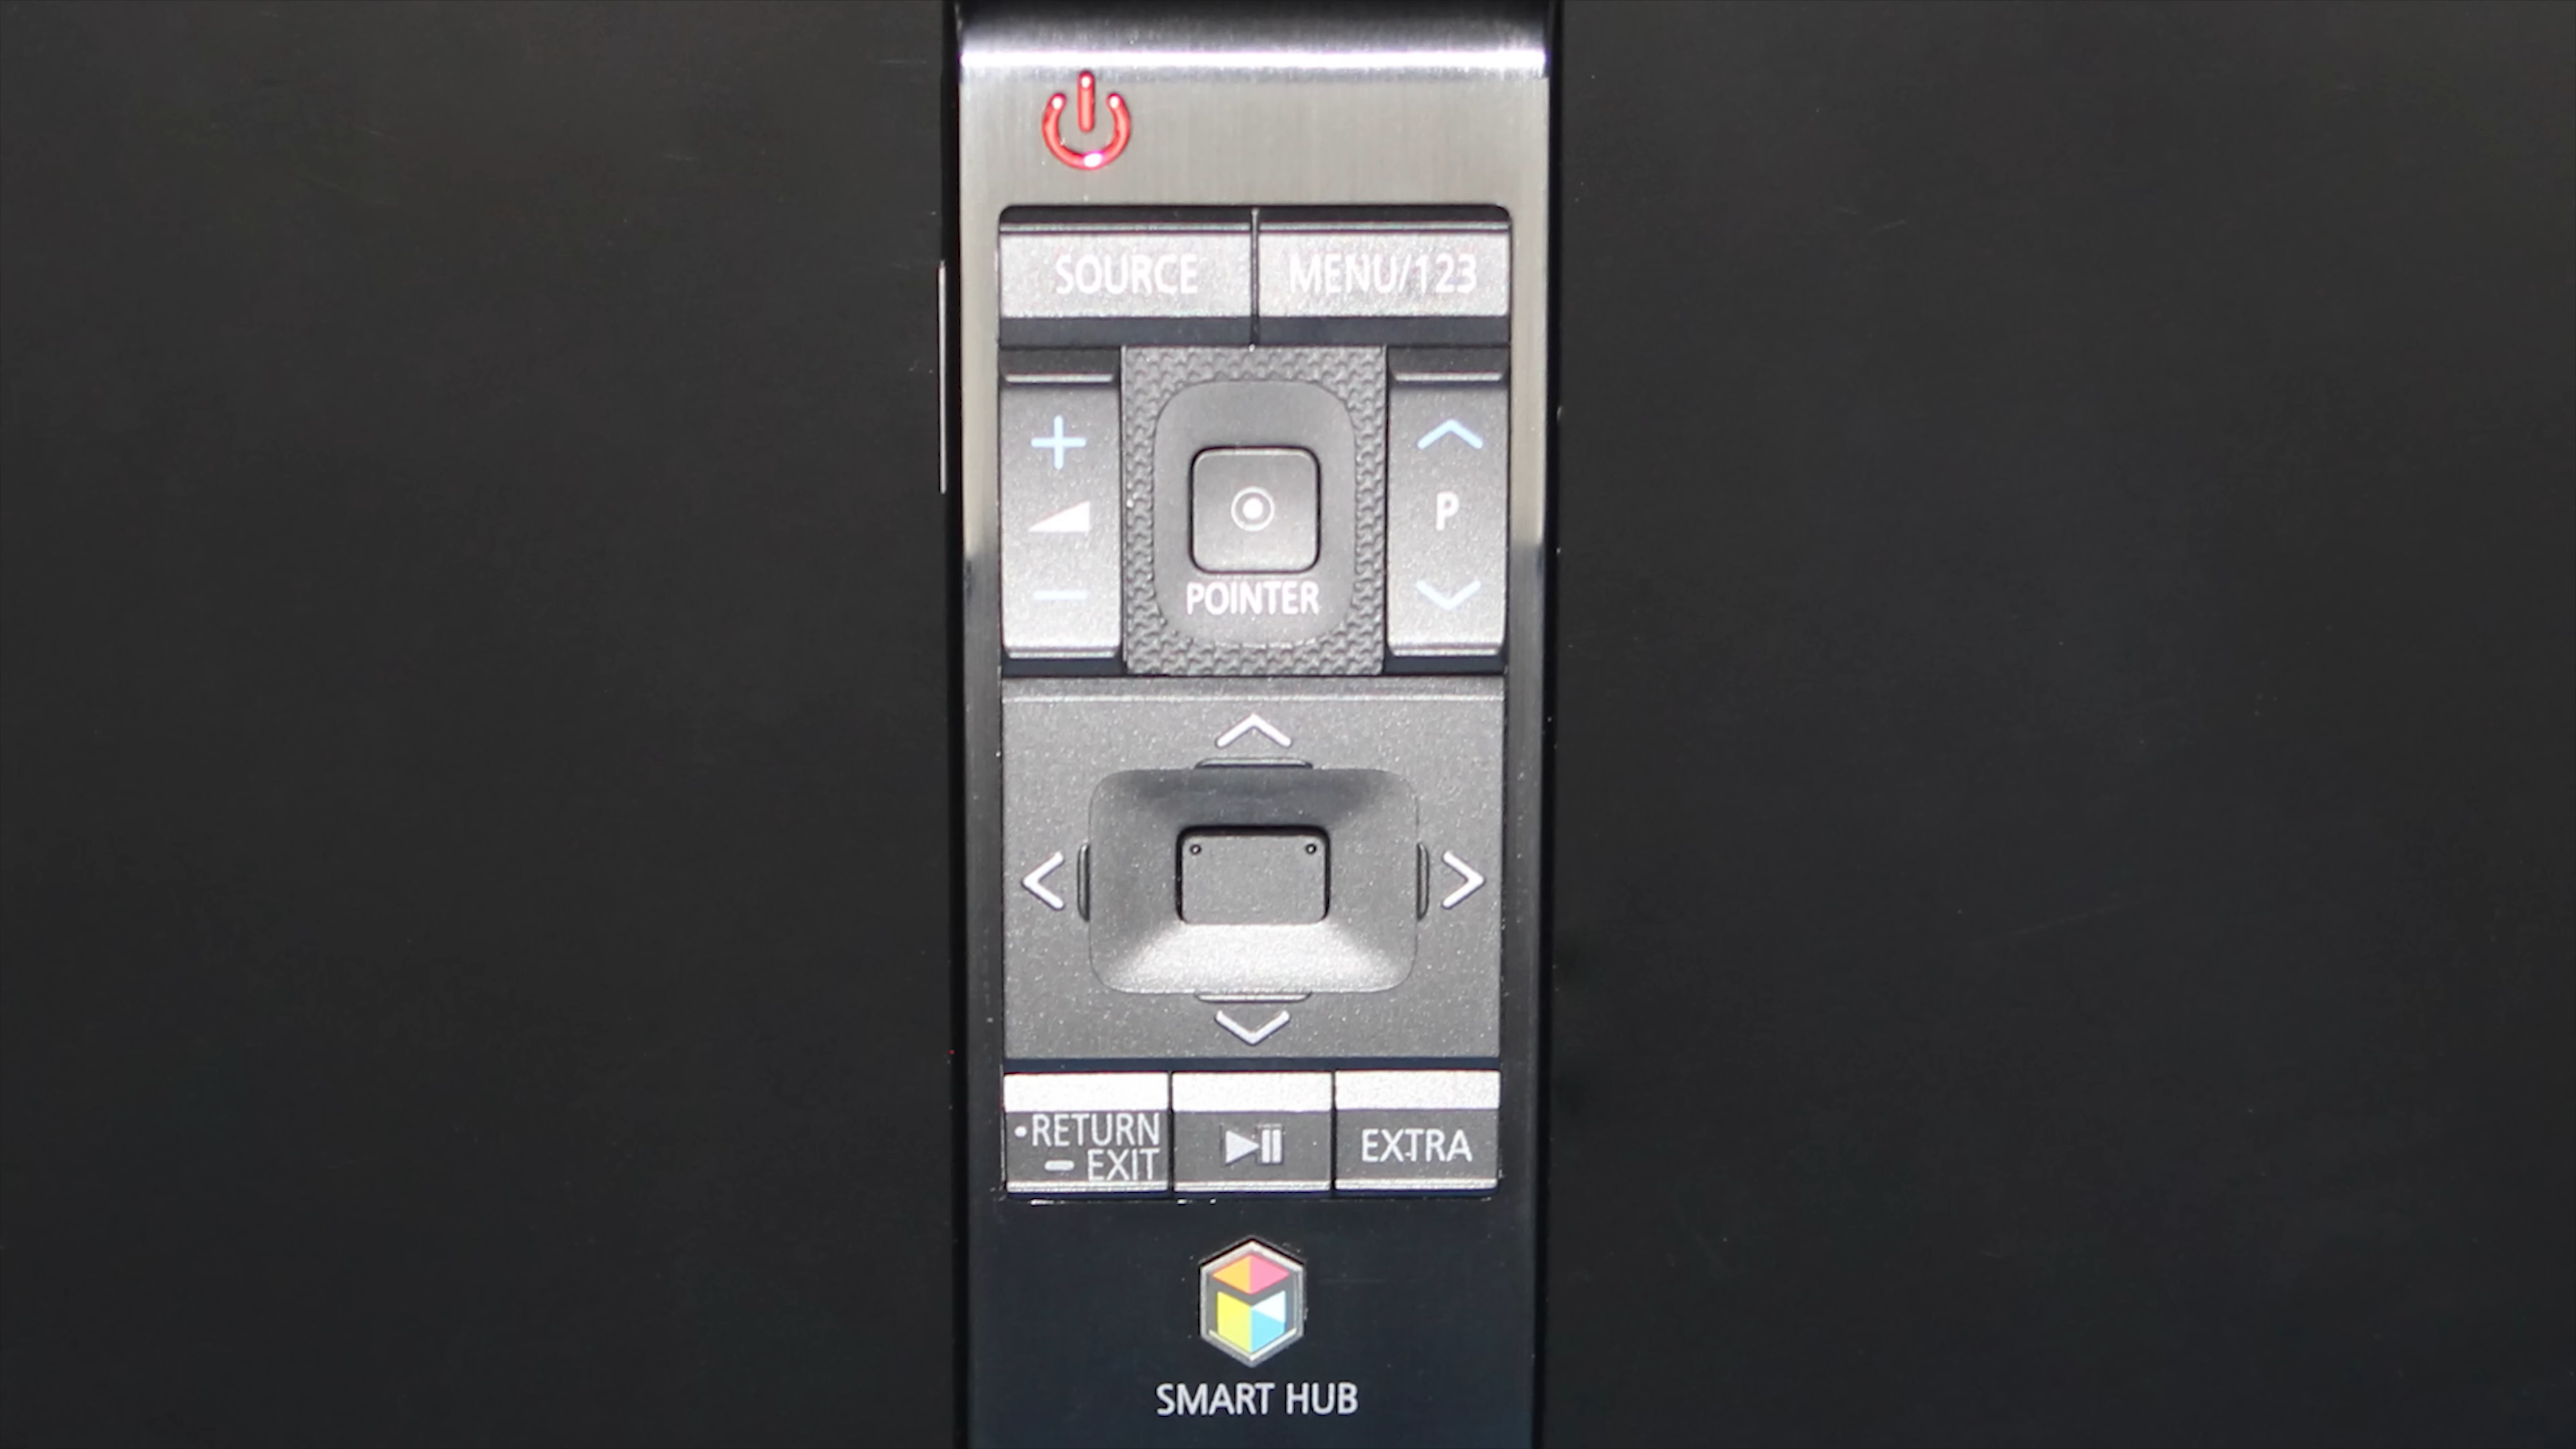 SOURCE
MENU/123
+
P
−
POINTER
•RETURN
− EXIT
EXTRA
SMART HUB